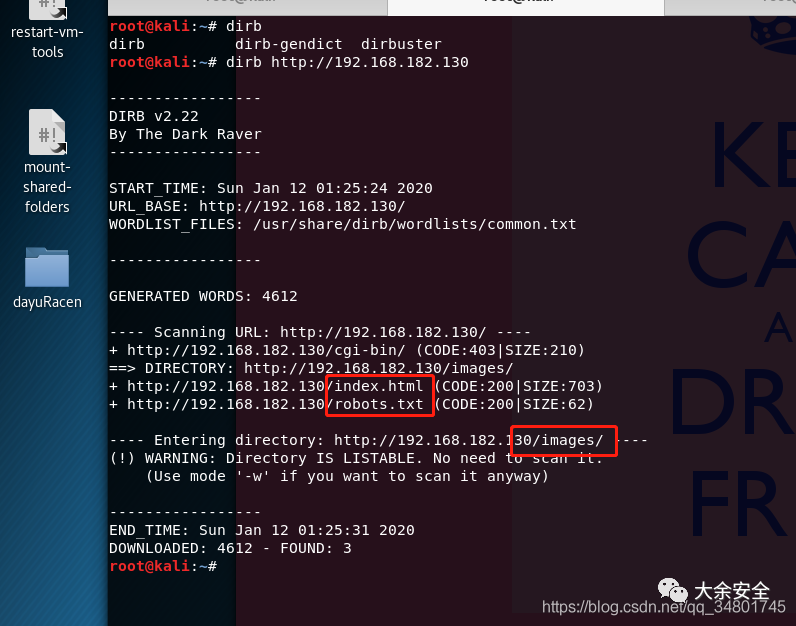 restart-vm-
tools
mount-
shared-
folders
dayuRacen
root@kali:~# dirb
dirb          dirb-gendict  dirbuster
root@kali:~# dirb http://192.168.182.130
-----------------
DIRB v2.22
By The Dark Raver
-----------------
START_TIME: Sun Jan 12 01:25:24 2020
URL_BASE: http://192.168.182.130/
WORDLIST_FILES: /usr/share/dirb/wordlists/common.txt
-----------------
GENERATED WORDS: 4612
---- Scanning URL: http://192.168.182.130/ ----
+ http://192.168.182.130/cgi-bin/ (CODE:403|SIZE:210)
==> DIRECTORY: http://192.168.182.130/images/
+ http://192.168.182.130/index.html (CODE:200|SIZE:703)
+ http://192.168.182.130/robots.txt (CODE:200|SIZE:62)
---- Entering directory: http://192.168.182.130/images/ ----
(!) WARNING: Directory IS LISTABLE. No need to scan it.
    (Use mode '-w' if you want to scan it anyway)
-----------------
END_TIME: Sun Jan 12 01:25:31 2020
DOWNLOADED: 4612 - FOUND: 3
root@kali:~#
KE
CA
A
DR
FR
大余安全
https://blog.csdn.net/qq_34801745